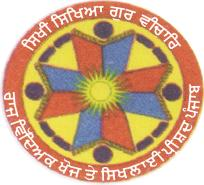 ਸਿਖੀ ਸਿਖਿਆ ਗੁਰ ਵੀਚਾਰਿ
ਰਾਜ ਵਿੱਦਿਅਕ ਖੋਜ ਤੇ ਸਿਖਲਾਈ ਪ੍ਰੀਸ਼ਦ ਪੰਜਾਬ